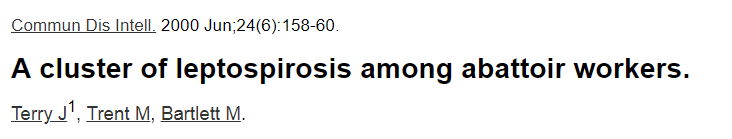 Commun Dis Intell. 2000 Jun;24(6):158-60.
A cluster of leptospirosis among abattoir workers.
Terry J1, Trent M, Bartlett M.